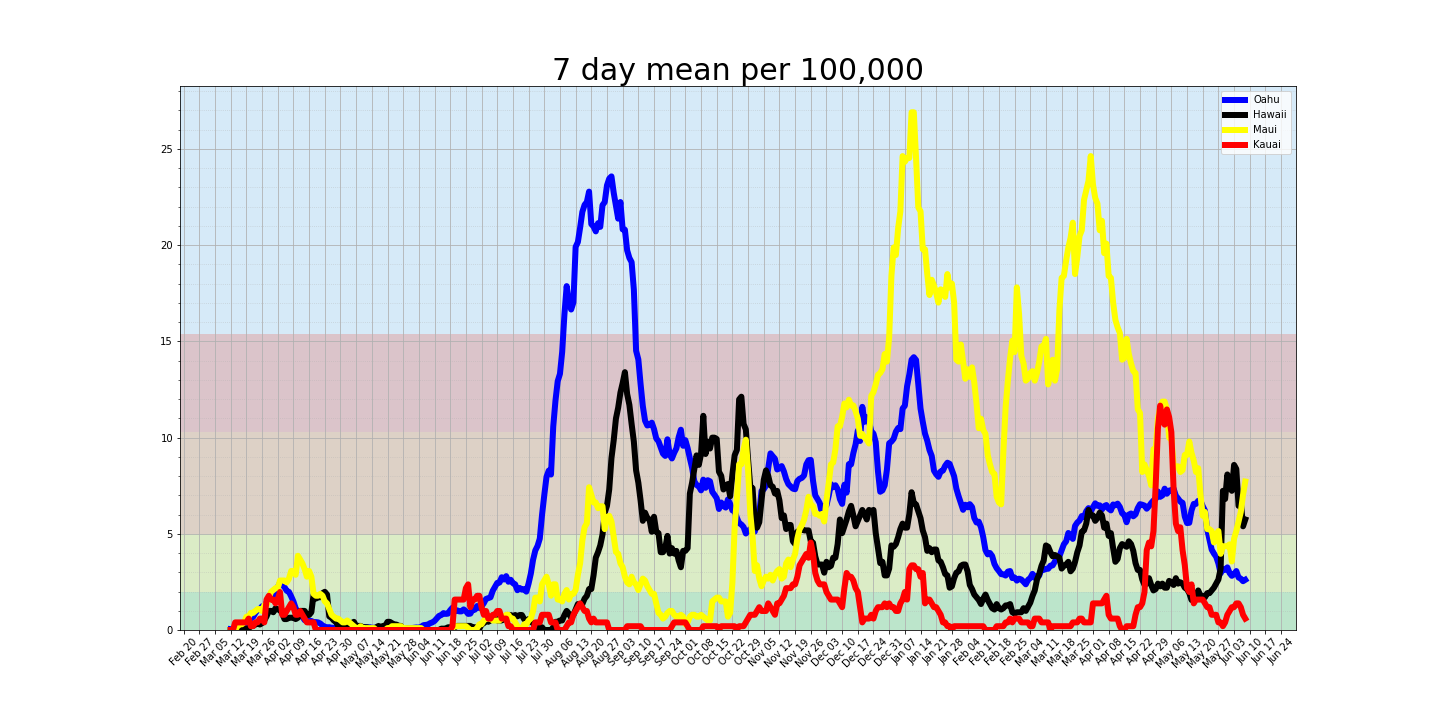 7 day mean per 100,000
Oahu
Hawaii
Maui
Kauai
25
20
15
10
5
0
Feb 20
Feb 27
Mar 05
Mar 12
Mar 19
Mar 26
Apr 02
Apr 09
Apr 16
Apr 23
Apr 30
May 07
May 14
May 21
May 28
Jun 04
Jun 11
Jun 18
Jun 25
Jul 02
Jul 09
Jul 16
Jul 23
Jul 30
Aug 06
Aug 13
Aug 20
Aug 27
Sep 03
Sep 10
Sep 17
Sep 24
Oct 01
Oct 08
Oct 15
Oct 22
Oct 29
Nov 05
Nov 12
Nov 19
Nov 26
Dec 03
Dec 10
Dec 17
Dec 24
Dec 31
Jan 07
Jan 14
Jan 21
Jan 28
Feb 04
Feb 11
Feb 18
Feb 25
Mar 04
Mar 11
Mar 18
Mar 25
Apr 01
Apr 08
Apr 15
Apr 22
Apr 29
May 06
May 13
May 20
May 27
Jun 03
Jun 10
Jun 17
Jun 24